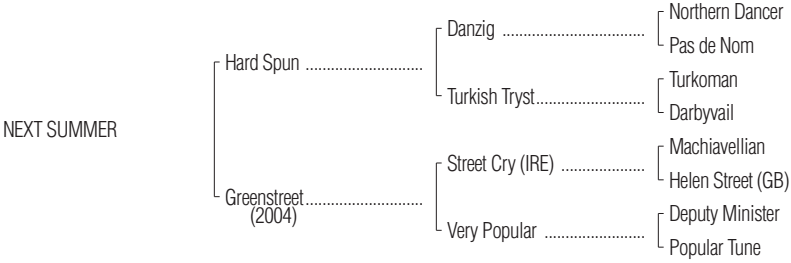 Northern Dancer
Danzig ................................
Pas de Nom
Hard Spun ..........................
Turkoman
Turkish Tryst........................
Darbyvail
NEXT SUMMER
Machiavellian
Street Cry (IRE) ...................
Helen Street (GB)
Greenstreet..........................
(2004)
Deputy Minister
Very Popular .......................
Popular Tune